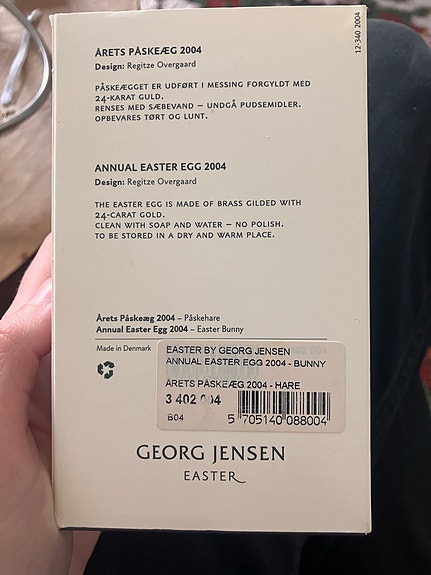 12-340 2004
ÅRETS PÅSKEÆG 2004
Design: Regitze Overgaard
PÅSKEÆGGET ER UDFØRT I MESSING FORGYLDT MED
24-KARAT GULD.
RENSES MED SÆBEVAND – UNDGÅ PUDSEMIDLER.
OPBEVARES TØRT OG LUNT.
ANNUAL EASTER EGG 2004
Design: Regitze Overgaard
THE EASTER EGG IS MADE OF BRASS GILDED WITH
24-CARAT GOLD.
CLEAN WITH SOAP AND WATER – NO POLISH.
TO BE STORED IN A DRY AND WARM PLACE.
Årets Påskeæg 2004 – Påskehare
Annual Easter Egg 2004 – Easter Bunny
Made in Denmark
EASTER BY GEORG JENSEN
ANNUAL EASTER EGG 2004 - BUNNY
ÅRETS PÅSKEÆG 2004 - HARE
3 402 004
B04
5 705140 088004
GEORG JENSEN
EASTER